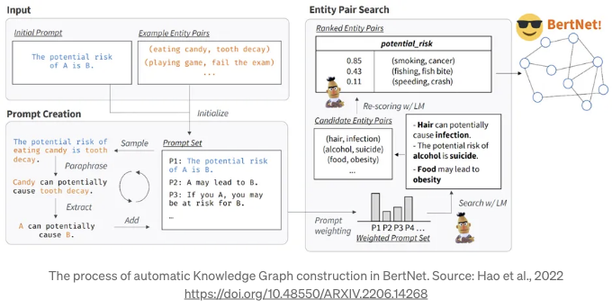 Input
Initial Prompt
The potential risk
of A is B.
Example Entity Pairs
(eating candy, tooth decay)
(playing game, fail the exam)
...
Initialize
Prompt Creation
The potential risk of
eating candy is tooth
decay.
Sample
Paraphrase
Candy can potentially
cause tooth decay.
Extract
A can potentially
cause B.
Add
Prompt Set
P1: The potential risk
of A is B.
P2: A may lead to B.
P3: If you A, you may
be at risk for B.
…
Entity Pair Search
Ranked Entity Pairs
potential_risk
0.85 (smoking, cancer)
0.43 (fishing, fish bite)
0.11 (speeding, crash)
Re-scoring w/ LM
Candidate Entity Pairs
(hair, infection)
(alcohol, suicide)
(food, obesity)
...
- Hair can potentially
cause infection.
- The potential risk of
alcohol is suicide.
- Food may lead to
obesity
Search w/ LM
Prompt
weighting
P1 P2 P3 P4 ...
Weighted Prompt Set
BertNet!
The process of automatic Knowledge Graph construction in BertNet. Source: Hao et al., 2022
https://doi.org/10.48550/ARXIV.2206.14268